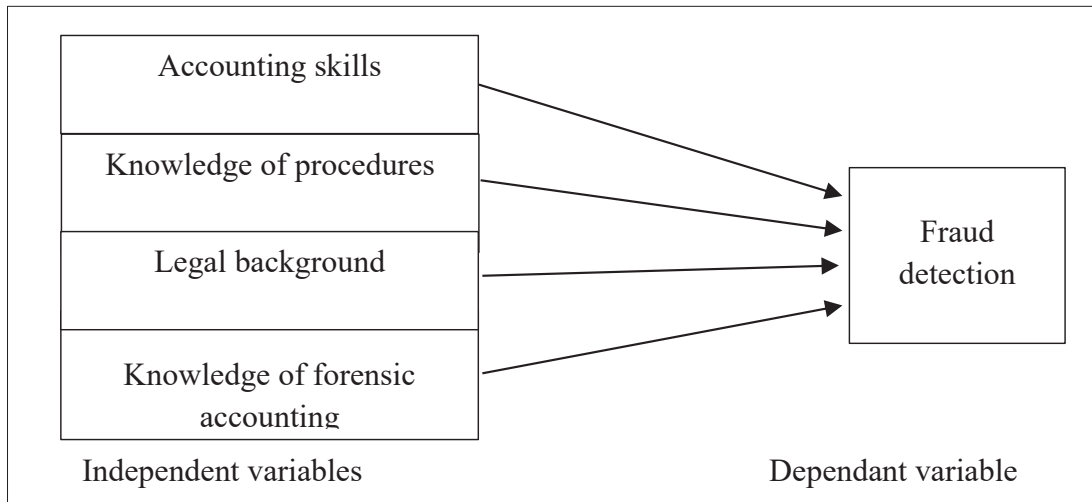 Accounting skills
Knowledge of procedures
Legal background
Knowledge of forensic
accounting
Fraud
detection
Independent variables
Dependant variable